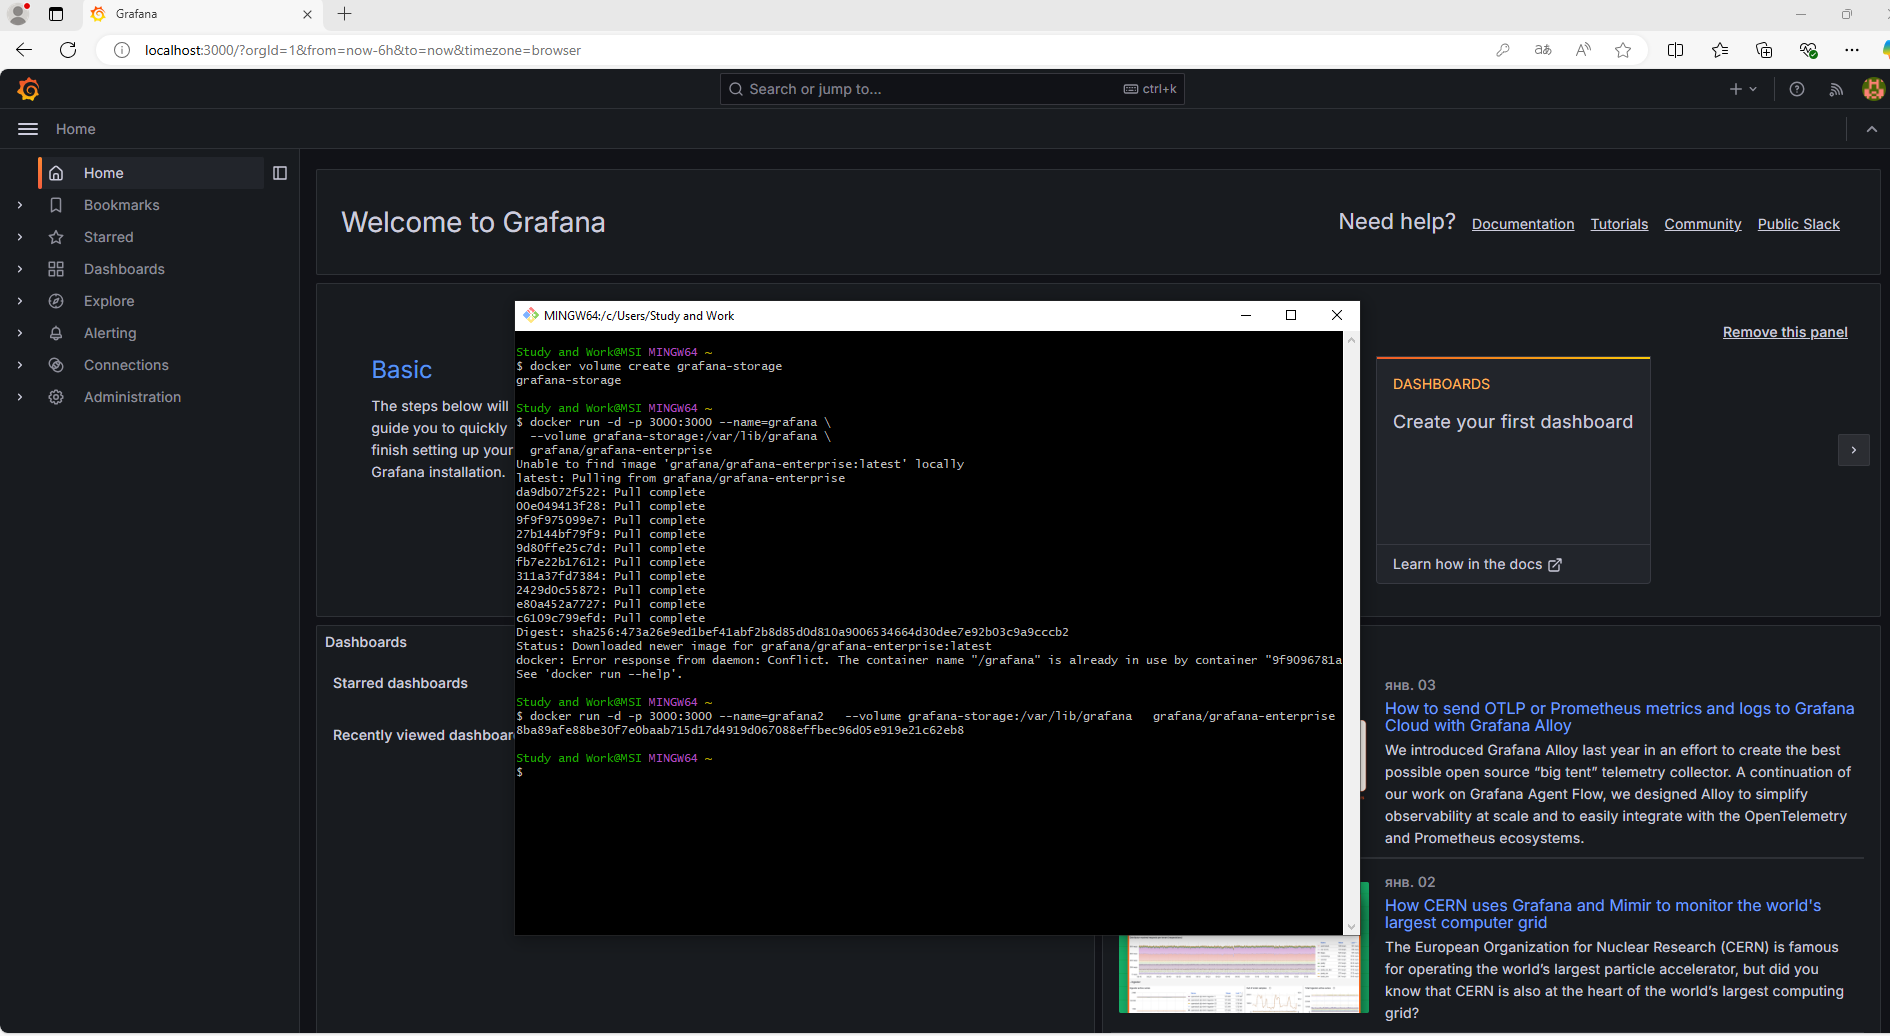 Grafana
localhost:3000/?orgId=1&from=now-6h&to=now&timezone=browser
Search or jump to...
ctrl+k
Home
Home
Bookmarks
Starred
Dashboards
Explore
Alerting
Connections
Administration
Welcome to Grafana
Need help?
Documentation
Tutorials
Community
Public Slack
Remove this panel
Basic
The steps below will
guide you to quickly
finish setting up your
Grafana installation.
DASHBOARDS
Create your first dashboard
Learn how in the docs
MINGW64:/c/Users/Study and Work
Study and Work@MSI MINGW64 ~
$ docker volume create grafana-storage
grafana-storage
Study and Work@MSI MINGW64 ~
$ docker run -d -p 3000:3000 --name=grafana \
--volume grafana-storage:/var/lib/grafana \
grafana/grafana-enterprise
Unable to find image 'grafana/grafana-enterprise:latest' locally
latest: Pulling from grafana/grafana-enterprise
da9db072f522: Pull complete
00e049413f28: Pull complete
9f9f975099e7: Pull complete
27b144bf79f9: Pull complete
9d80ffe25c7d: Pull complete
fb7e22b17612: Pull complete
311a37fd7384: Pull complete
2429d0c55872: Pull complete
e80a452a7727: Pull complete
c6109c799efd: Pull complete
Digest: sha256:473a26e9ed1bef41abf2b8d85d0d810a9006534664d30dee7e92b03c9a9cccb2
Status: Downloaded newer image for grafana/grafana-enterprise:latest
docker: Error response from daemon: Conflict. The container name "/grafana" is already in use by container "9f9096781a
See 'docker run --help'.
Study and Work@MSI MINGW64 ~
$ docker run -d -p 3000:3000 --name=grafana2 --volume grafana-storage:/var/lib/grafana grafana/grafana-enterprise
8ba89afe88be30f7e0baab715d17d4919d067088effbec96d05e919e21c62eb8
Study and Work@MSI MINGW64 ~
$
Dashboards
Starred dashboards
Recently viewed dashboar
янв. 03
How to send OTLP or Prometheus metrics and logs to Grafana
Cloud with Grafana Alloy
We introduced Grafana Alloy last year in an effort to create the best
possible open source “big tent” telemetry collector. A continuation of
our work on Grafana Agent Flow, we designed Alloy to simplify
observability at scale and to easily integrate with the OpenTelemetry
and Prometheus ecosystems.
янв. 02
How CERN uses Grafana and Mimir to monitor the world's
largest computer grid
The European Organization for Nuclear Research (CERN) is famous
for operating the world’s largest particle accelerator, but did you
know that CERN is also at the heart of the world’s largest computing
grid?